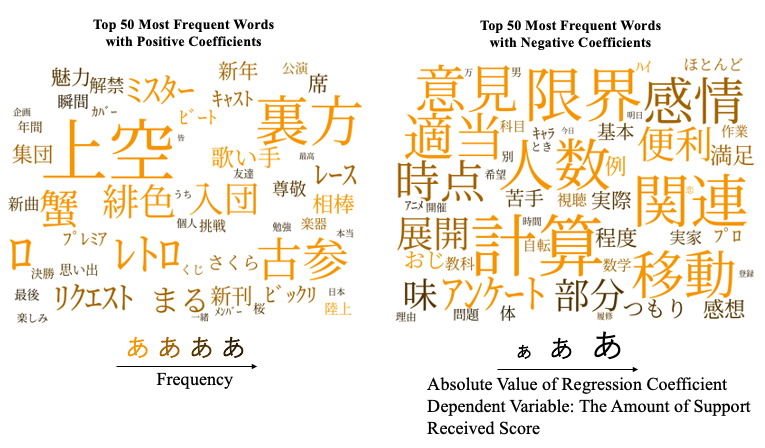 Top 50 Most Frequent Words
with Positive Coefficients
魅力
解禁
ミスター
新年
公演
席
瞬間
カバー
ビート
キャスト
裏方
企画
年間
上空
皆
集団
歌い手
最高
レース
友達
新曲
蟹
緋色
うち
入団
尊敬
相棒
個人
挑戦
勉強
楽器
プレミア
ロ
レトロ
くじ
さくら
古参
本当
決勝
思い出
最後
リクエスト
まる
新刊
ビックリ
日本
楽しみ
一緒
メンバー
桜
陸上
ああああ
Frequency
Top 50 Most Frequent Words
with Negative Coefficients
意見
万
男
限界
ハイ
ほとんど
感情
適当
科目
キャラ
とき
今日
明日
基本
便利
作業
人数
別
例
満足
時点
希望
苦手
視聴
実際
恋
関連
アニメ
開催
展開
計算
時間
自転
程度
実家
プロ
おじ
教科
数学
移動
登録
味
アンケート
部分
つもり
感想
理由
問題
体
履修
あああ
Absolute Value of Regression Coefficient
Dependent Variable: The Amount of Support
Received Score